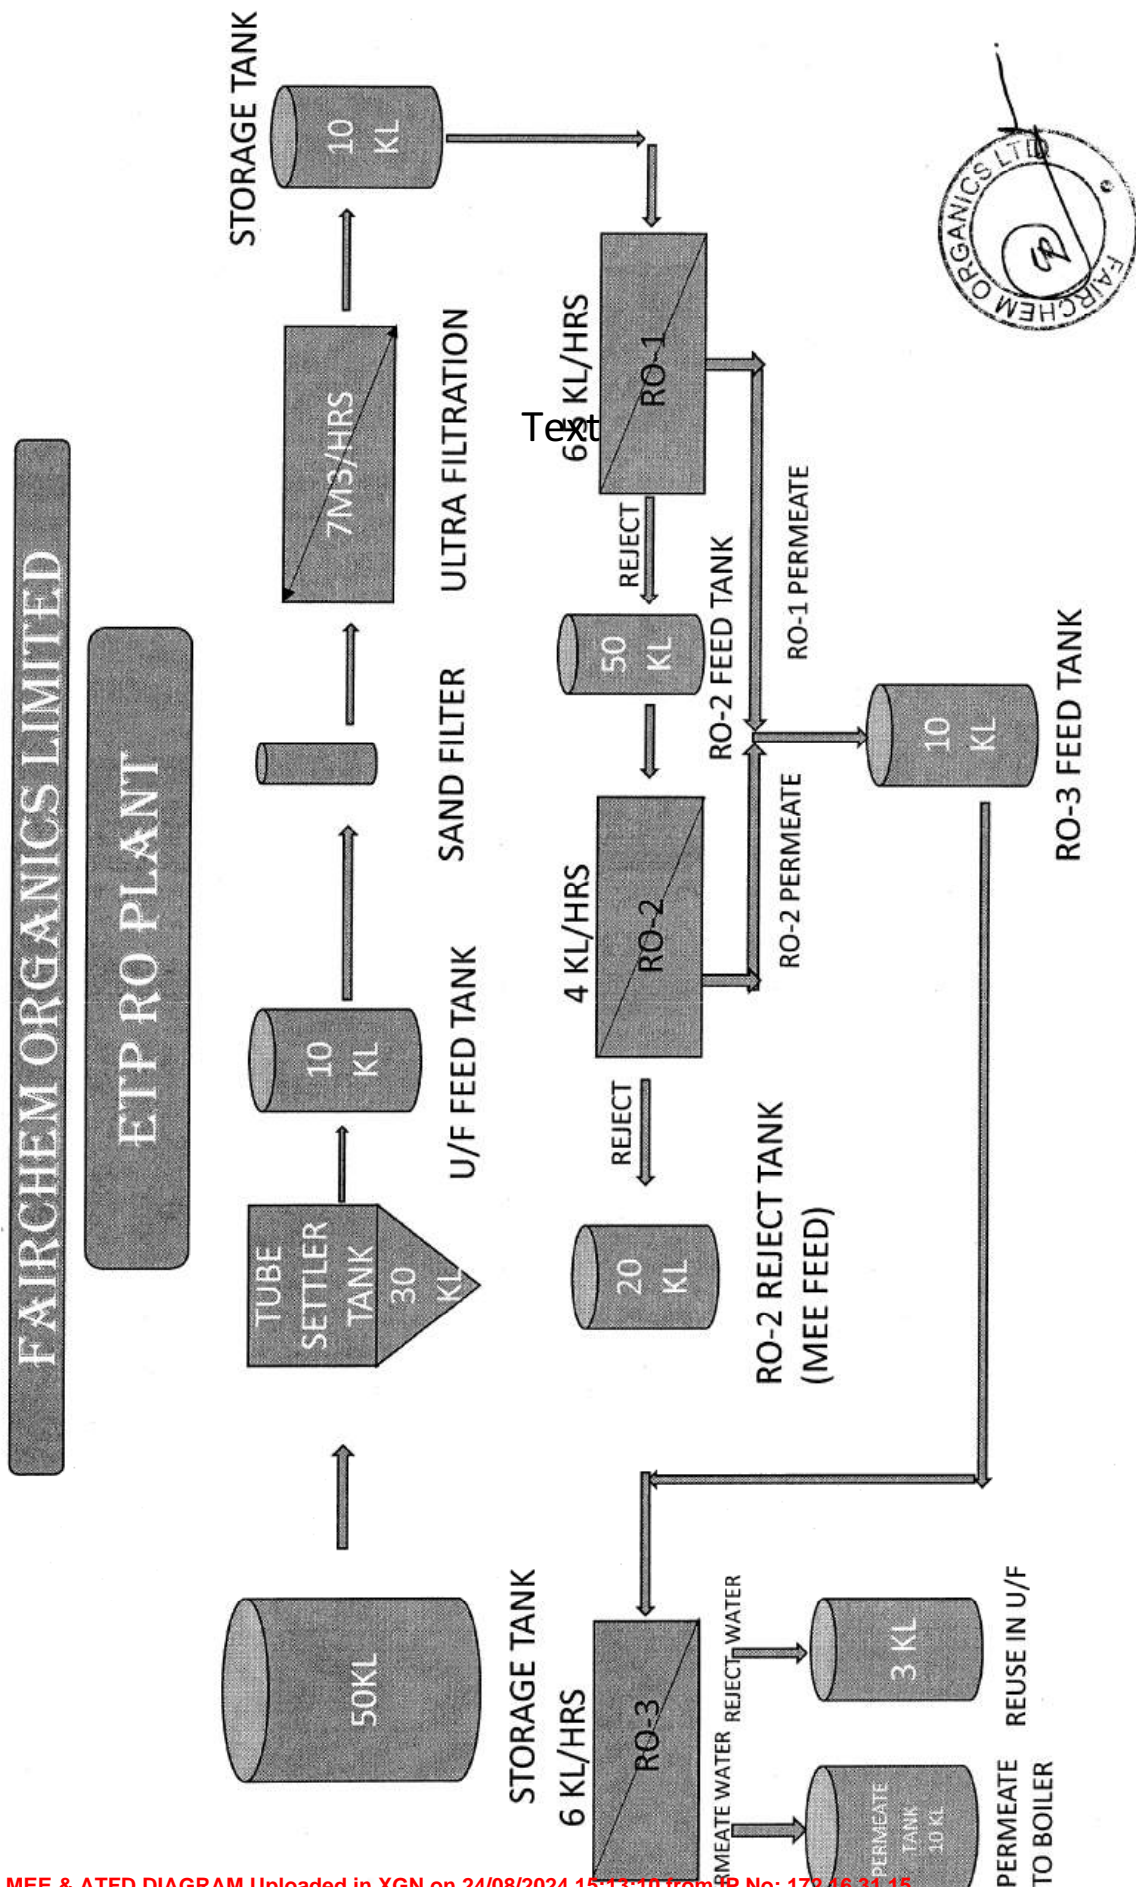 FAIRCHEM ORGANICS LIMITED
ETP RO PLANT
50KL
STORAGE TANK
TUBE
SETTLER
TANK
30
KL
10
KL
U/F FEED TANK
SAND FILTER
7M3/HRS
ULTRA FILTRATION
STORAGE TANK
10
KL
6 KL/HRS
RO-3
REJECT WATER
3 KL
REUSE IN U/F
RMEATE WATER
PERMEATE
TANK
10 KL
PERMEATE
TO BOILER
20
KL
RO-2 REJECT TANK
(MEE FEED)
REJECT
4 KL/HRS
RO-2
RO-2 PERMEATE
50
KL
RO-2 FEED TANK
REJECT
KL/HRS
Text
RO-1
RO-1 PERMEATE
10
KL
RO-3 FEED TANK
FAIRCHEM ORGANICS LTD
MEE & ATFD DIAGRAM Uploaded in XGN on 24/08/2024 15:13:10 from IP No: 172.16.31.15